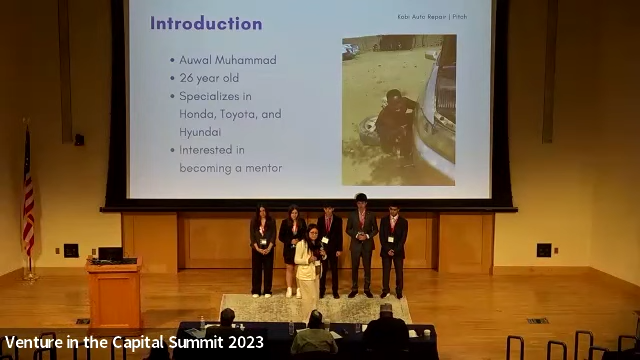 Introduction
Kobi Auto Repair | Pitch
• Auwal Muhammad
• 26 year old
• Specializes in
Honda, Toyota, and
Hyundai
• Interested in
becoming a mentor
Venture in the Capital Summit 2023